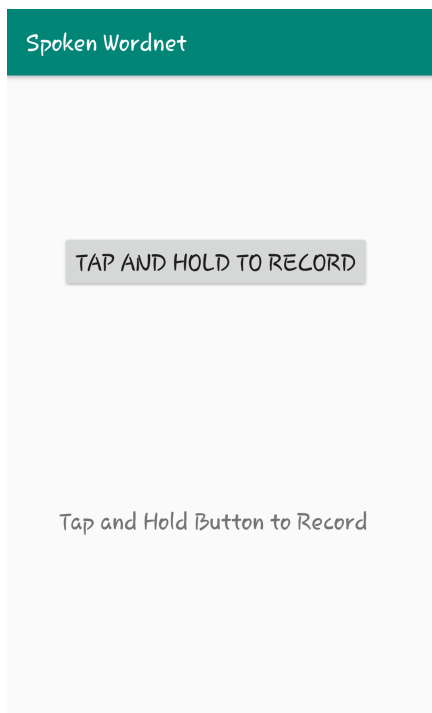 Spoken Wordnet
TAP AND HOLD TO RECORD
Tap and Hold Button to Record